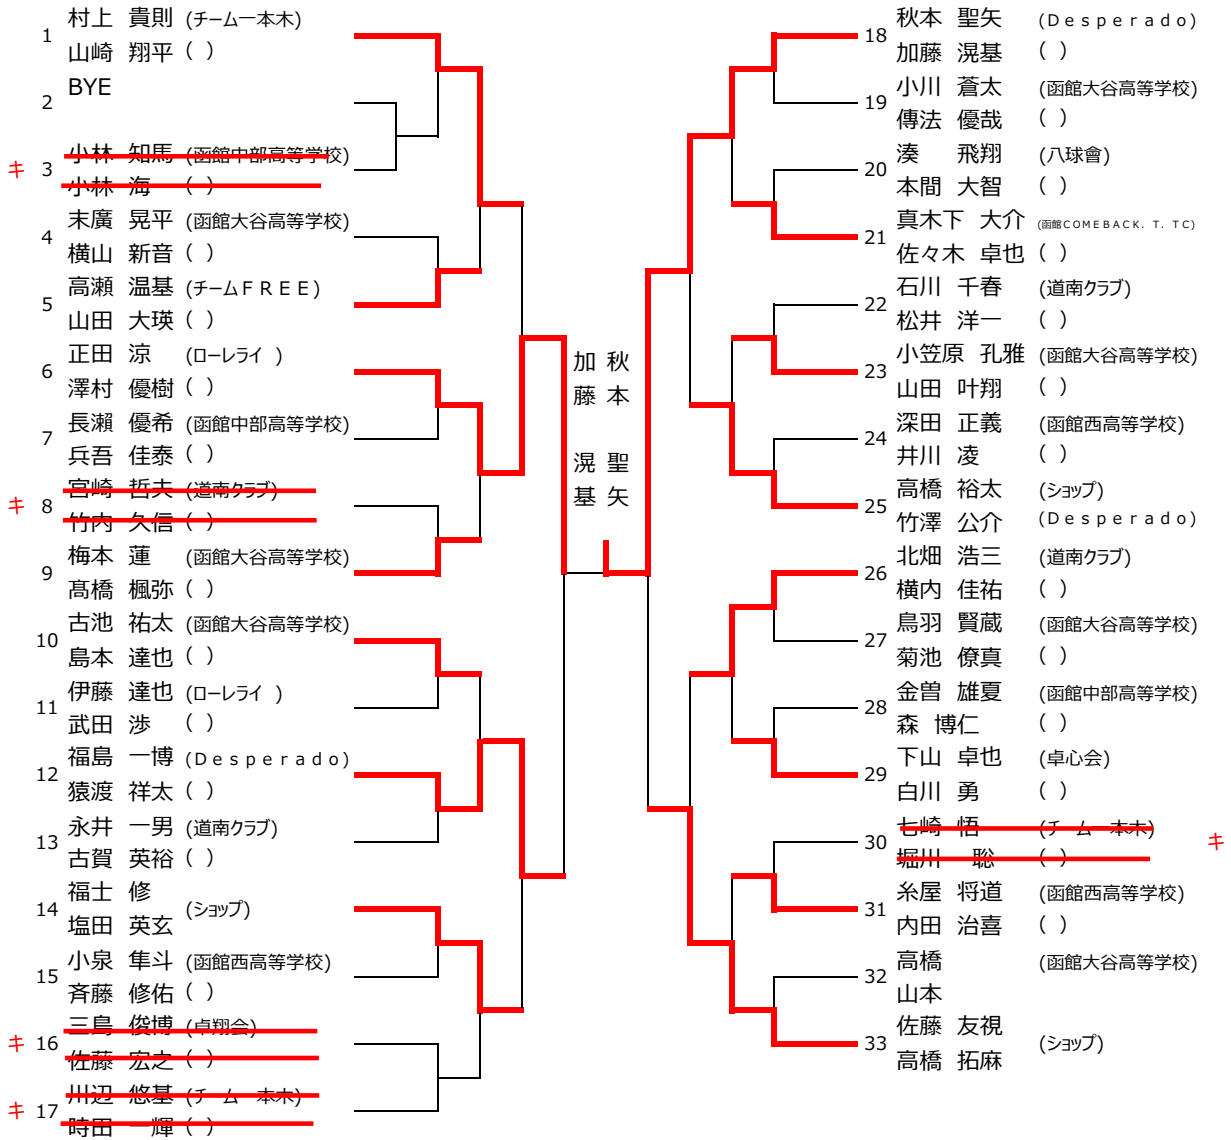 村上 貴則 (チーム一本木)
1
山崎 翔平 ( )
BYE
2
小林 知馬 (函館中部高等学校)
キ 3
小林 海 ( )
末廣 晃平 (函館大谷高等学校)
4
横山 新音 ( )
高瀬 温基 (チームＦＲＥＥ)
5
山田 大瑛 ( )
正田 涼 (ローレライ )
6
澤村 優樹 ( )
長瀬 優希 (函館中部高等学校)
7
兵吾 佳泰 ( )
宮崎 哲夫 (道南クラブ)
キ 8
竹内 久信 ( )
梅本 蓮 (函館大谷高等学校)
9
髙橋 楓弥 ( )
古池 祐太 (函館大谷高等学校)
10
島本 達也 ( )
伊藤 達也 (ローレライ )
11
武田 渉 ( )
福島 一博 (Ｄｅｓｐｅｒａｄｏ)
12
猿渡 祥太 ( )
永井 一男 (道南クラブ)
13
古賀 英裕 ( )
福士 修
14 (ショップ)
塩田 英玄
小泉 隼斗 (函館西高等学校)
15
斉藤 修佑 ( )
三島 俊博 (卓翔会)
キ 16
佐藤 宏之 ( )
川辺 悠基 (チーム一本木)
キ 17
時田 一輝 ( )
加藤 滉基
秋本 聖矢
秋本 聖矢 (Ｄｅｓｐｅｒａｄｏ)
18
加藤 滉基 ( )
小川 蒼太 (函館大谷高等学校)
19
傳法 優哉 ( )
湊 飛翔 (八球會)
20
本間 大智 ( )
真木下 大介 (函館ＣＯＭＥＢＡＣＫ．Ｔ．ＴＣ)
21
佐々木 卓也 ( )
石川 千春 (道南クラブ)
22
松井 洋一 ( )
小笠原 孔雅 (函館大谷高等学校)
23
山田 叶翔 ( )
深田 正義 (函館西高等学校)
24
井川 凌 ( )
高橋 裕太 (ショップ)
25
竹澤 公介 (Ｄｅｓｐｅｒａｄｏ)
北畑 浩三 (道南クラブ)
26
横内 佳祐 ( )
鳥羽 賢蔵 (函館大谷高等学校)
27
菊池 僚真 ( )
金曽 雄夏 (函館中部高等学校)
28
森 博仁 ( )
下山 卓也 (卓心会)
29
白川 勇 ( )
七崎 悟 (チーム一本木)
30 キ
堀川 聡 ( )
糸屋 将道 (函館西高等学校)
31
内田 治喜 ( )
高橋 (函館大谷高等学校)
32
山本
佐藤 友視
33 (ショップ)
高橋 拓麻